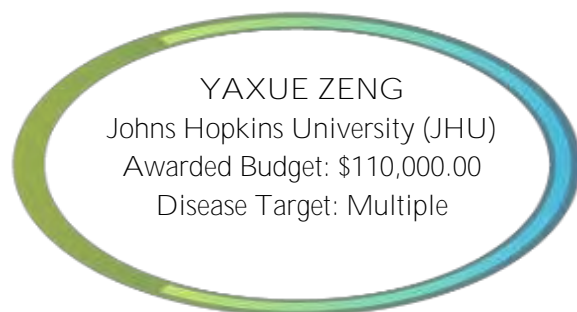 YAXUE ZENG
Johns Hopkins University (JHU)
Awarded Budget: $110,000.00
Disease Target: Multiple